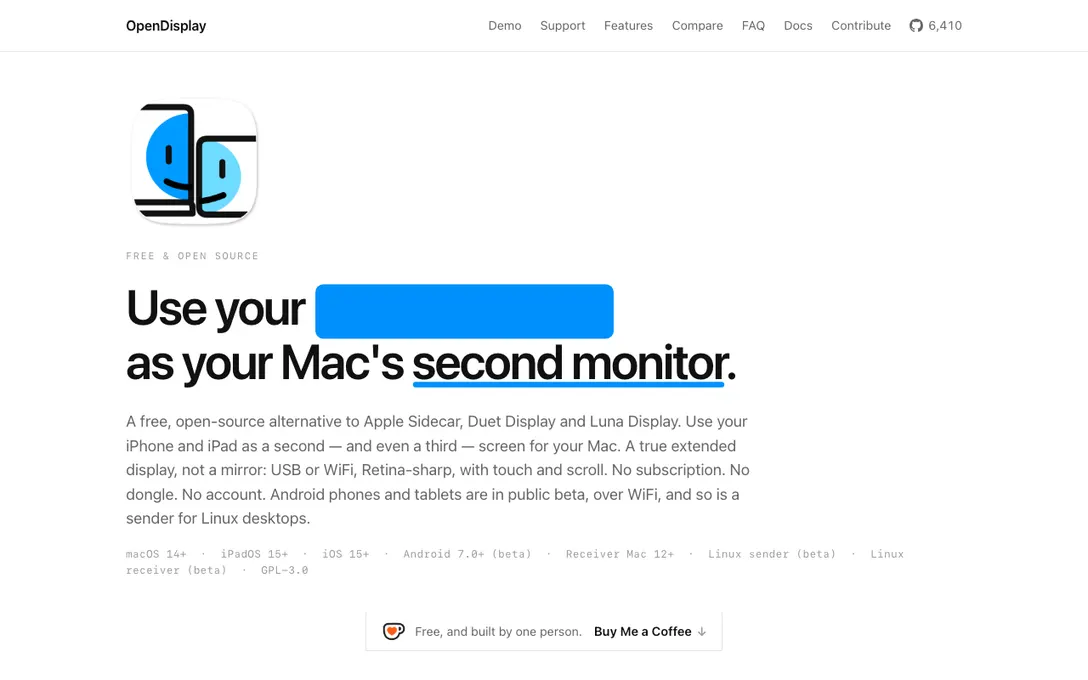 OpenDisplay
Demo Support Features Compare FAQ Docs Contribute 6,410
FREE & OPEN SOURCE
Use your
as your Mac's second monitor.
A free, open-source alternative to Apple Sidecar, Duet Display and Luna Display. Use your
iPhone and iPad as a second — and even a third — screen for your Mac. A true extended
display, not a mirror: USB or WiFi, Retina-sharp, with touch and scroll. No subscription. No
dongle. No account. Android phones and tablets are in public beta, over WiFi, and so is a
sender for Linux desktops.
macOS 14+ · iPadOS 15+ · iOS 15+ · Android 7.0+ (beta) · Receiver Mac 12+ · Linux sender (beta) · Linux
receiver (beta) · GPL-3.0
Free, and built by one person. Buy Me a Coffee ↓